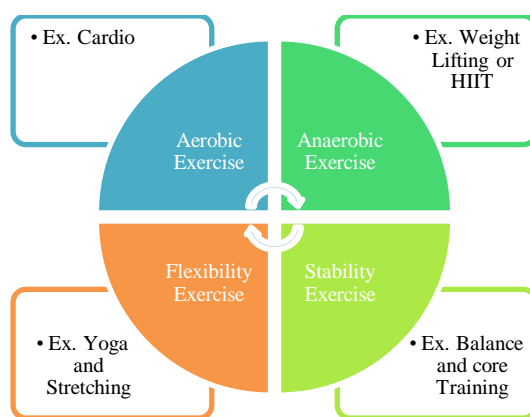 • Ex. Cardio
• Ex. Weight
Lifting or
HIIT
Aerobic
Exercise
Anaerobic
Exercise
Flexibility
Exercise
Stability
Exercise
• Ex. Yoga
and
Stretching
• Ex. Balance
and core
Training